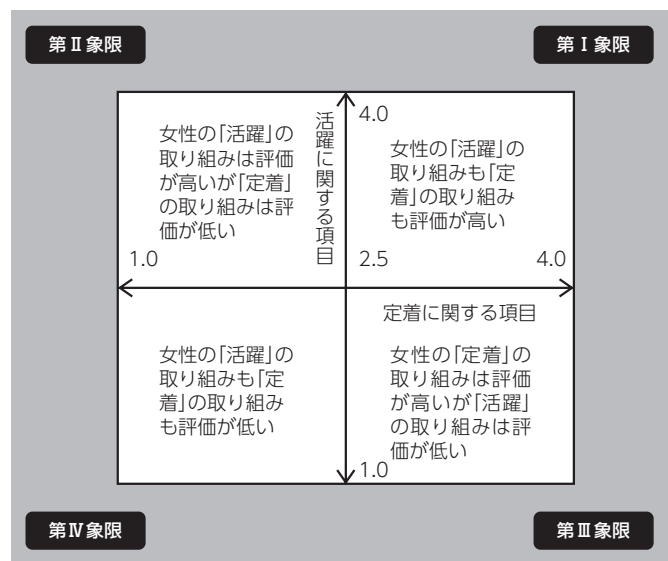 第Ⅱ象限
第Ⅰ象限
女性の「活躍」の
取り組みは評価
が高いが「定着」
の取り組みは評
価が低い
活躍に関する項目
4.0
女性の「活躍」の
取り組みも「定
着」の取り組み
も評価が高い
1.0
2.5
4.0
定着に関する項目
女性の「活躍」の
取り組みも「定
着」の取り組み
も評価が低い
女性の「定着」の
取り組みは評価
が高いが「活躍」
の取り組みは評
価が低い
1.0
第Ⅳ象限
第Ⅲ象限